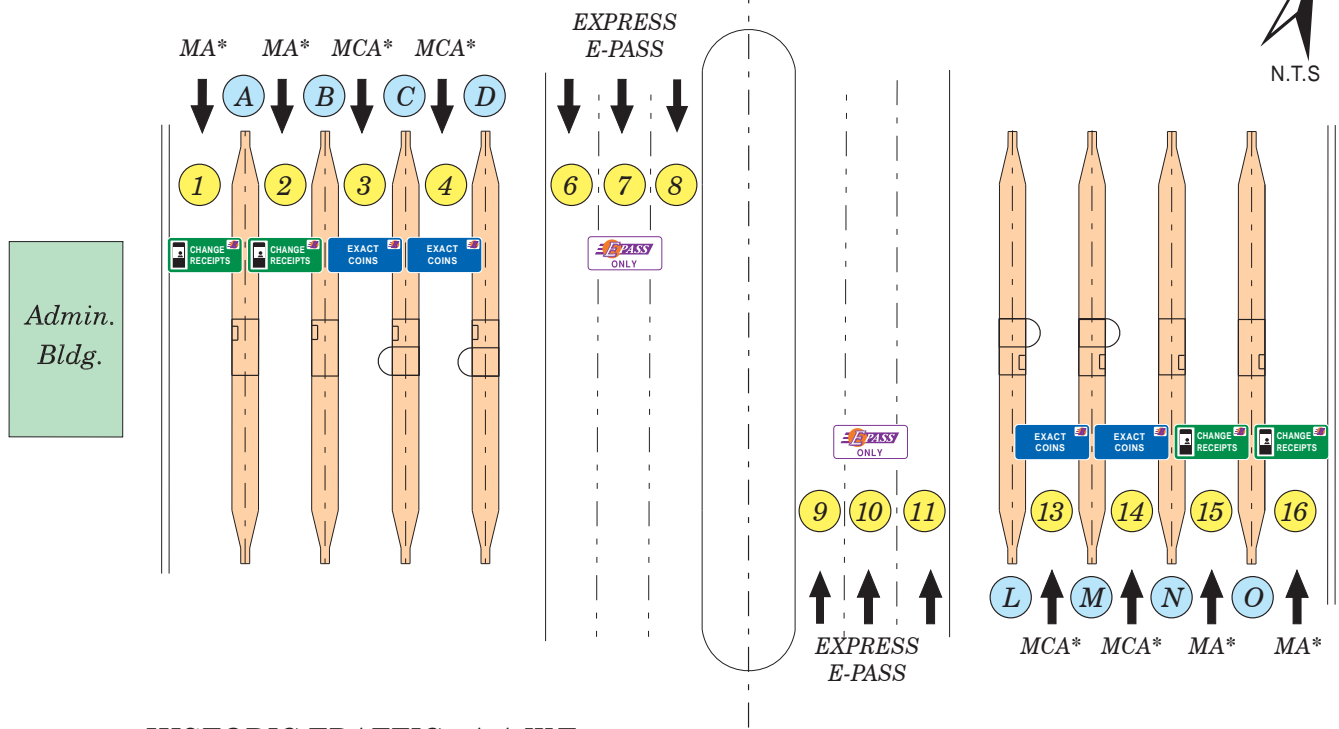 EXPRESS
E-PASS
MA* MA* MCA* MCA*
A B C D
N.T.S
1 2 3 4 6 7 8
CHANGE
RECEIPTS
CHANGE
RECEIPTS
EXACT
COINS
EXACT
COINS
E PASS
ONLY
Admin.
Bldg.
E PASS
ONLY
EXACT
COINS
EXACT
COINS
CHANGE
RECEIPTS
CHANGE
RECEIPTS
9 10 11 13 14 15 16
L M N O
EXPRESS
E-PASS
MCA* MCA* MA* MA*